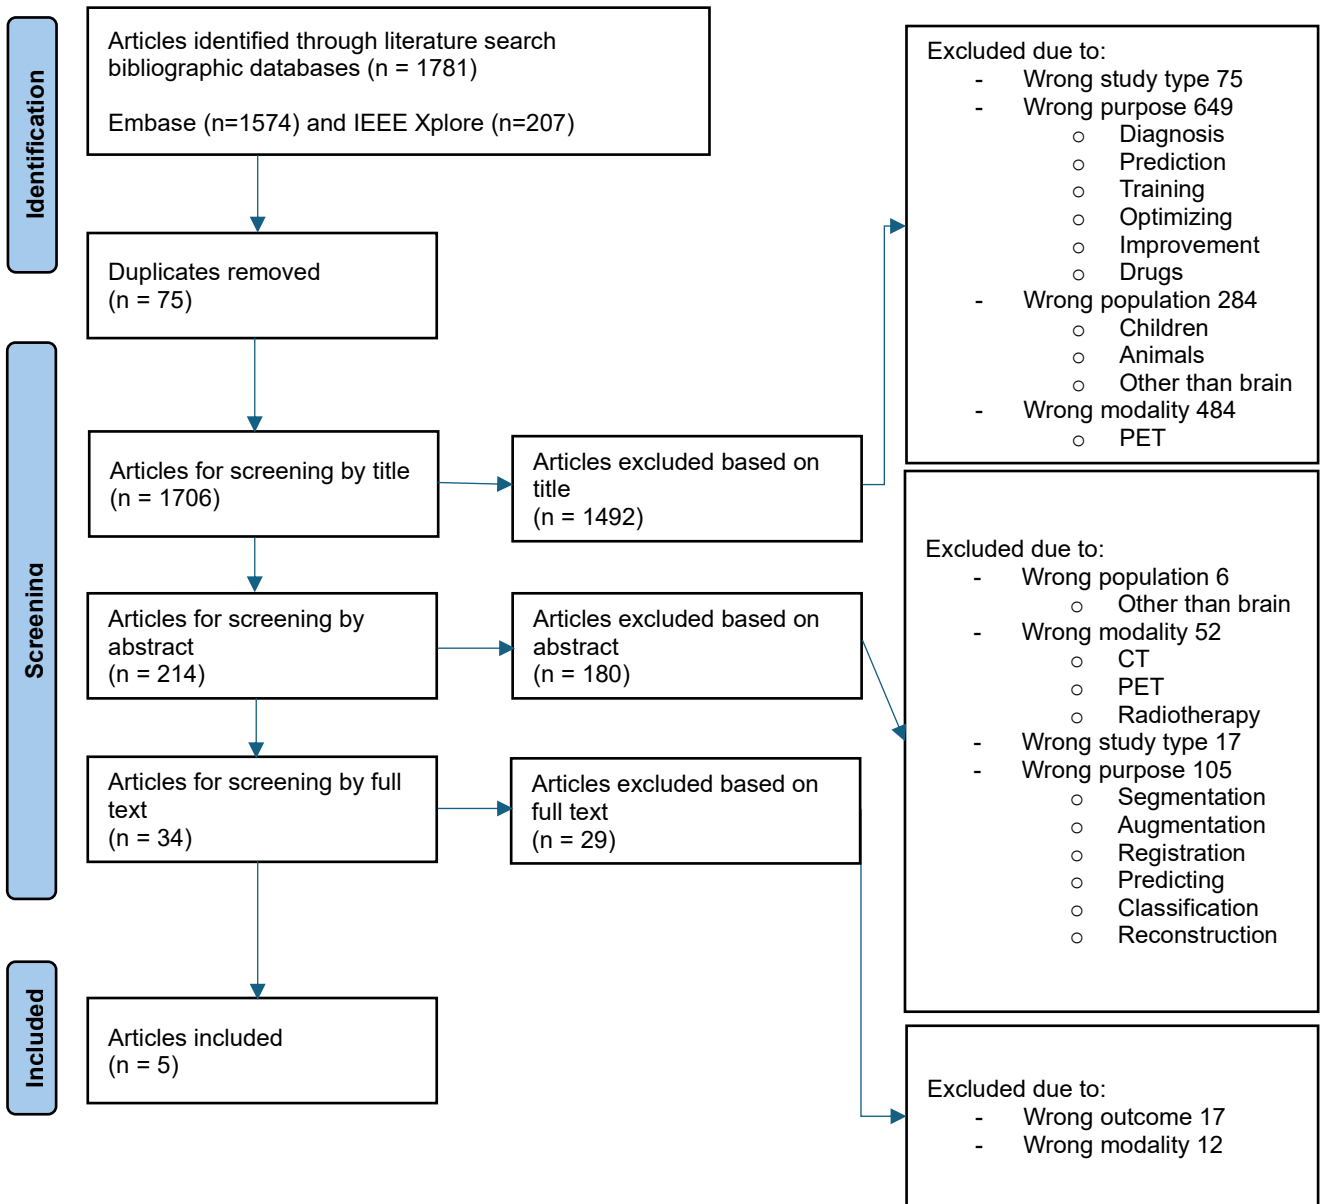 Identification
Articles identified through literature search
bibliographic databases (n = 1781)
Embase (n=1574) and IEEE Xplore (n=207)
Duplicates removed
(n = 75)
Screening
Articles for screening by title
(n = 1706)
Articles excluded based on
title
(n = 1492)
Excluded due to:
- Wrong study type 75
- Wrong purpose 649
o Diagnosis
o Prediction
o Training
o Optimizing
o Improvement
o Drugs
- Wrong population 284
o Children
o Animals
o Other than brain
- Wrong modality 484
o PET
Articles for screening by
abstract
(n = 214)
Articles excluded based on
abstract
(n = 180)
Excluded due to:
- Wrong population 6
o Other than brain
- Wrong modality 52
o CT
o PET
o Radiotherapy
- Wrong study type 17
- Wrong purpose 105
o Segmentation
o Augmentation
o Registration
o Predicting
o Classification
o Reconstruction
Articles for screening by full
text
(n = 34)
Articles excluded based on
full text
(n = 29)
Excluded due to:
- Wrong outcome 17
- Wrong modality 12
Included
Articles included
(n = 5)